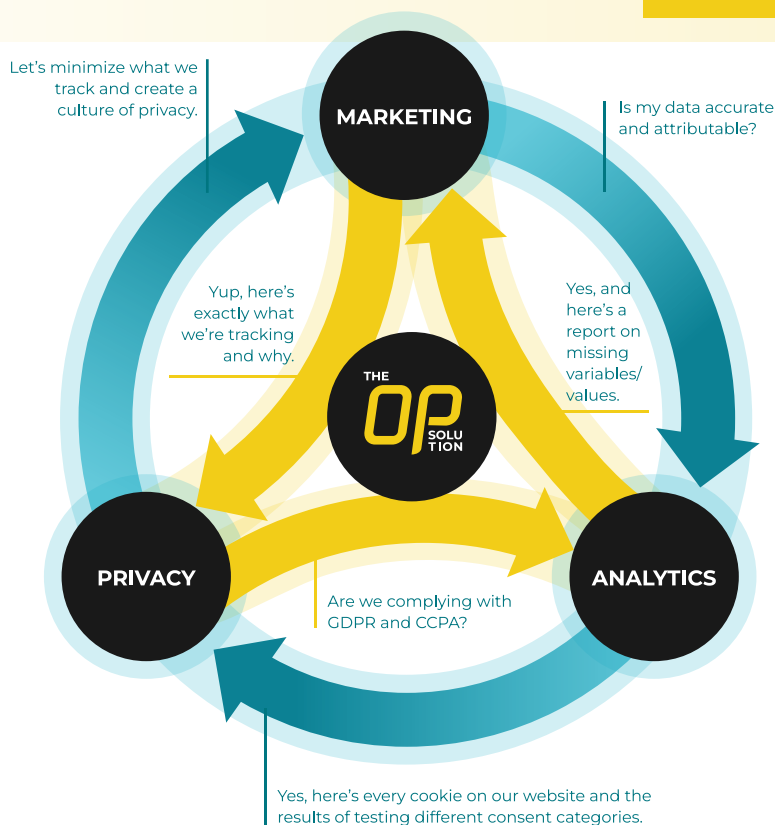 Let’s minimize what we
track and create a
culture of privacy.
MARKETING
Is my data accurate
and attributable?
Yup, here’s
exactly what
we’re tracking
and why.
Yes, and
here’s a
report on
missing
variables/
values.
THE
OP
SOLU
TION
PRIVACY
ANALYTICS
Are we complying with
GDPR and CCPA?
Yes, here’s every cookie on our website and the
results of testing different consent categories.